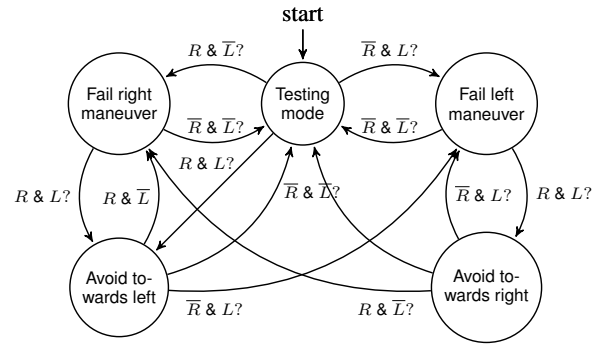 start
R & L̅?
R̅ & L?
Fail right
maneuver
Testing
mode
Fail left
maneuver
R̅ & L̅?
R̅ & L̅?
R & L?
R & L?
R & L̅
R̅ & L̅?
R̅ & L?
R & L?
Avoid to-
wards left
Avoid to-
wards right
R̅ & L?
R & L̅?